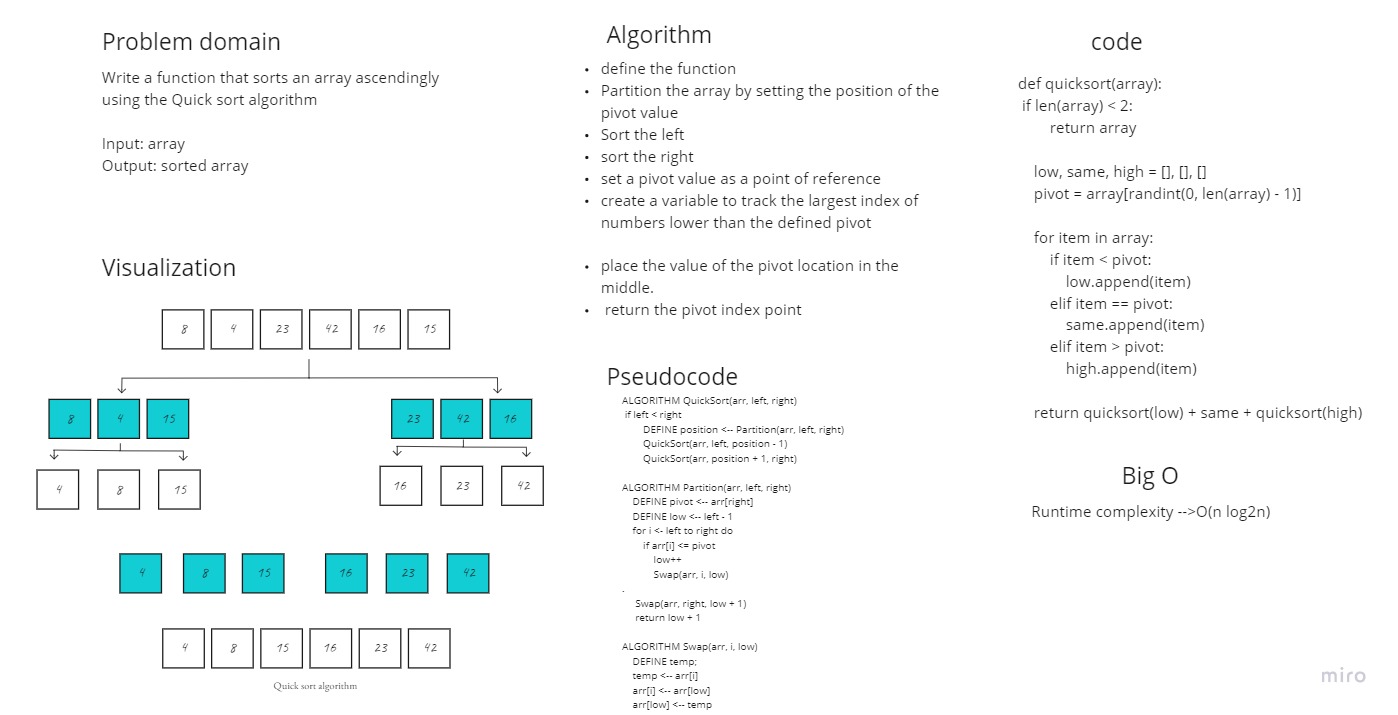 Problem domain
Write a function that sorts an array ascendingly
using the Quick sort algorithm
Input: array
Output: sorted array
Visualization
8 4 23 42 16 15
8 4 15 23 42 16
4 8 15 16 23 42
4 8 15 16 23 42
4 8 15 16 23 42
Quick sort algorithm
Algorithm
• define the function
• Partition the array by setting the position of the
pivot value
• Sort the left
• sort the right
• set a pivot value as a point of reference
• create a variable to track the largest index of
numbers lower than the defined pivot
• place the value of the pivot location in the
middle.
• return the pivot index point
Pseudocode
ALGORITHM QuickSort(arr, left, right)
if left < right
DEFINE position <-- Partition(arr, left, right)
QuickSort(arr, left, position - 1)
QuickSort(arr, position + 1, right)
ALGORITHM Partition(arr, left, right)
DEFINE pivot <-- arr[right]
DEFINE low <-- left - 1
for i <- left to right do
if arr[i] <= pivot
low++
Swap(arr, i, low)
.
Swap(arr, right, low + 1)
return low + 1
ALGORITHM Swap(arr, i, low)
DEFINE temp;
temp <-- arr[i]
arr[i] <-- arr[low]
arr[low] <-- temp
code
def quicksort(array):
if len(array) < 2:
return array
low, same, high = [], [], []
pivot = array[randint(0, len(array) - 1)]
for item in array:
if item < pivot:
low.append(item)
elif item == pivot:
same.append(item)
elif item > pivot:
high.append(item)
return quicksort(low) + same + quicksort(high)
Big O
Runtime complexity -->O(n log2n)
miro